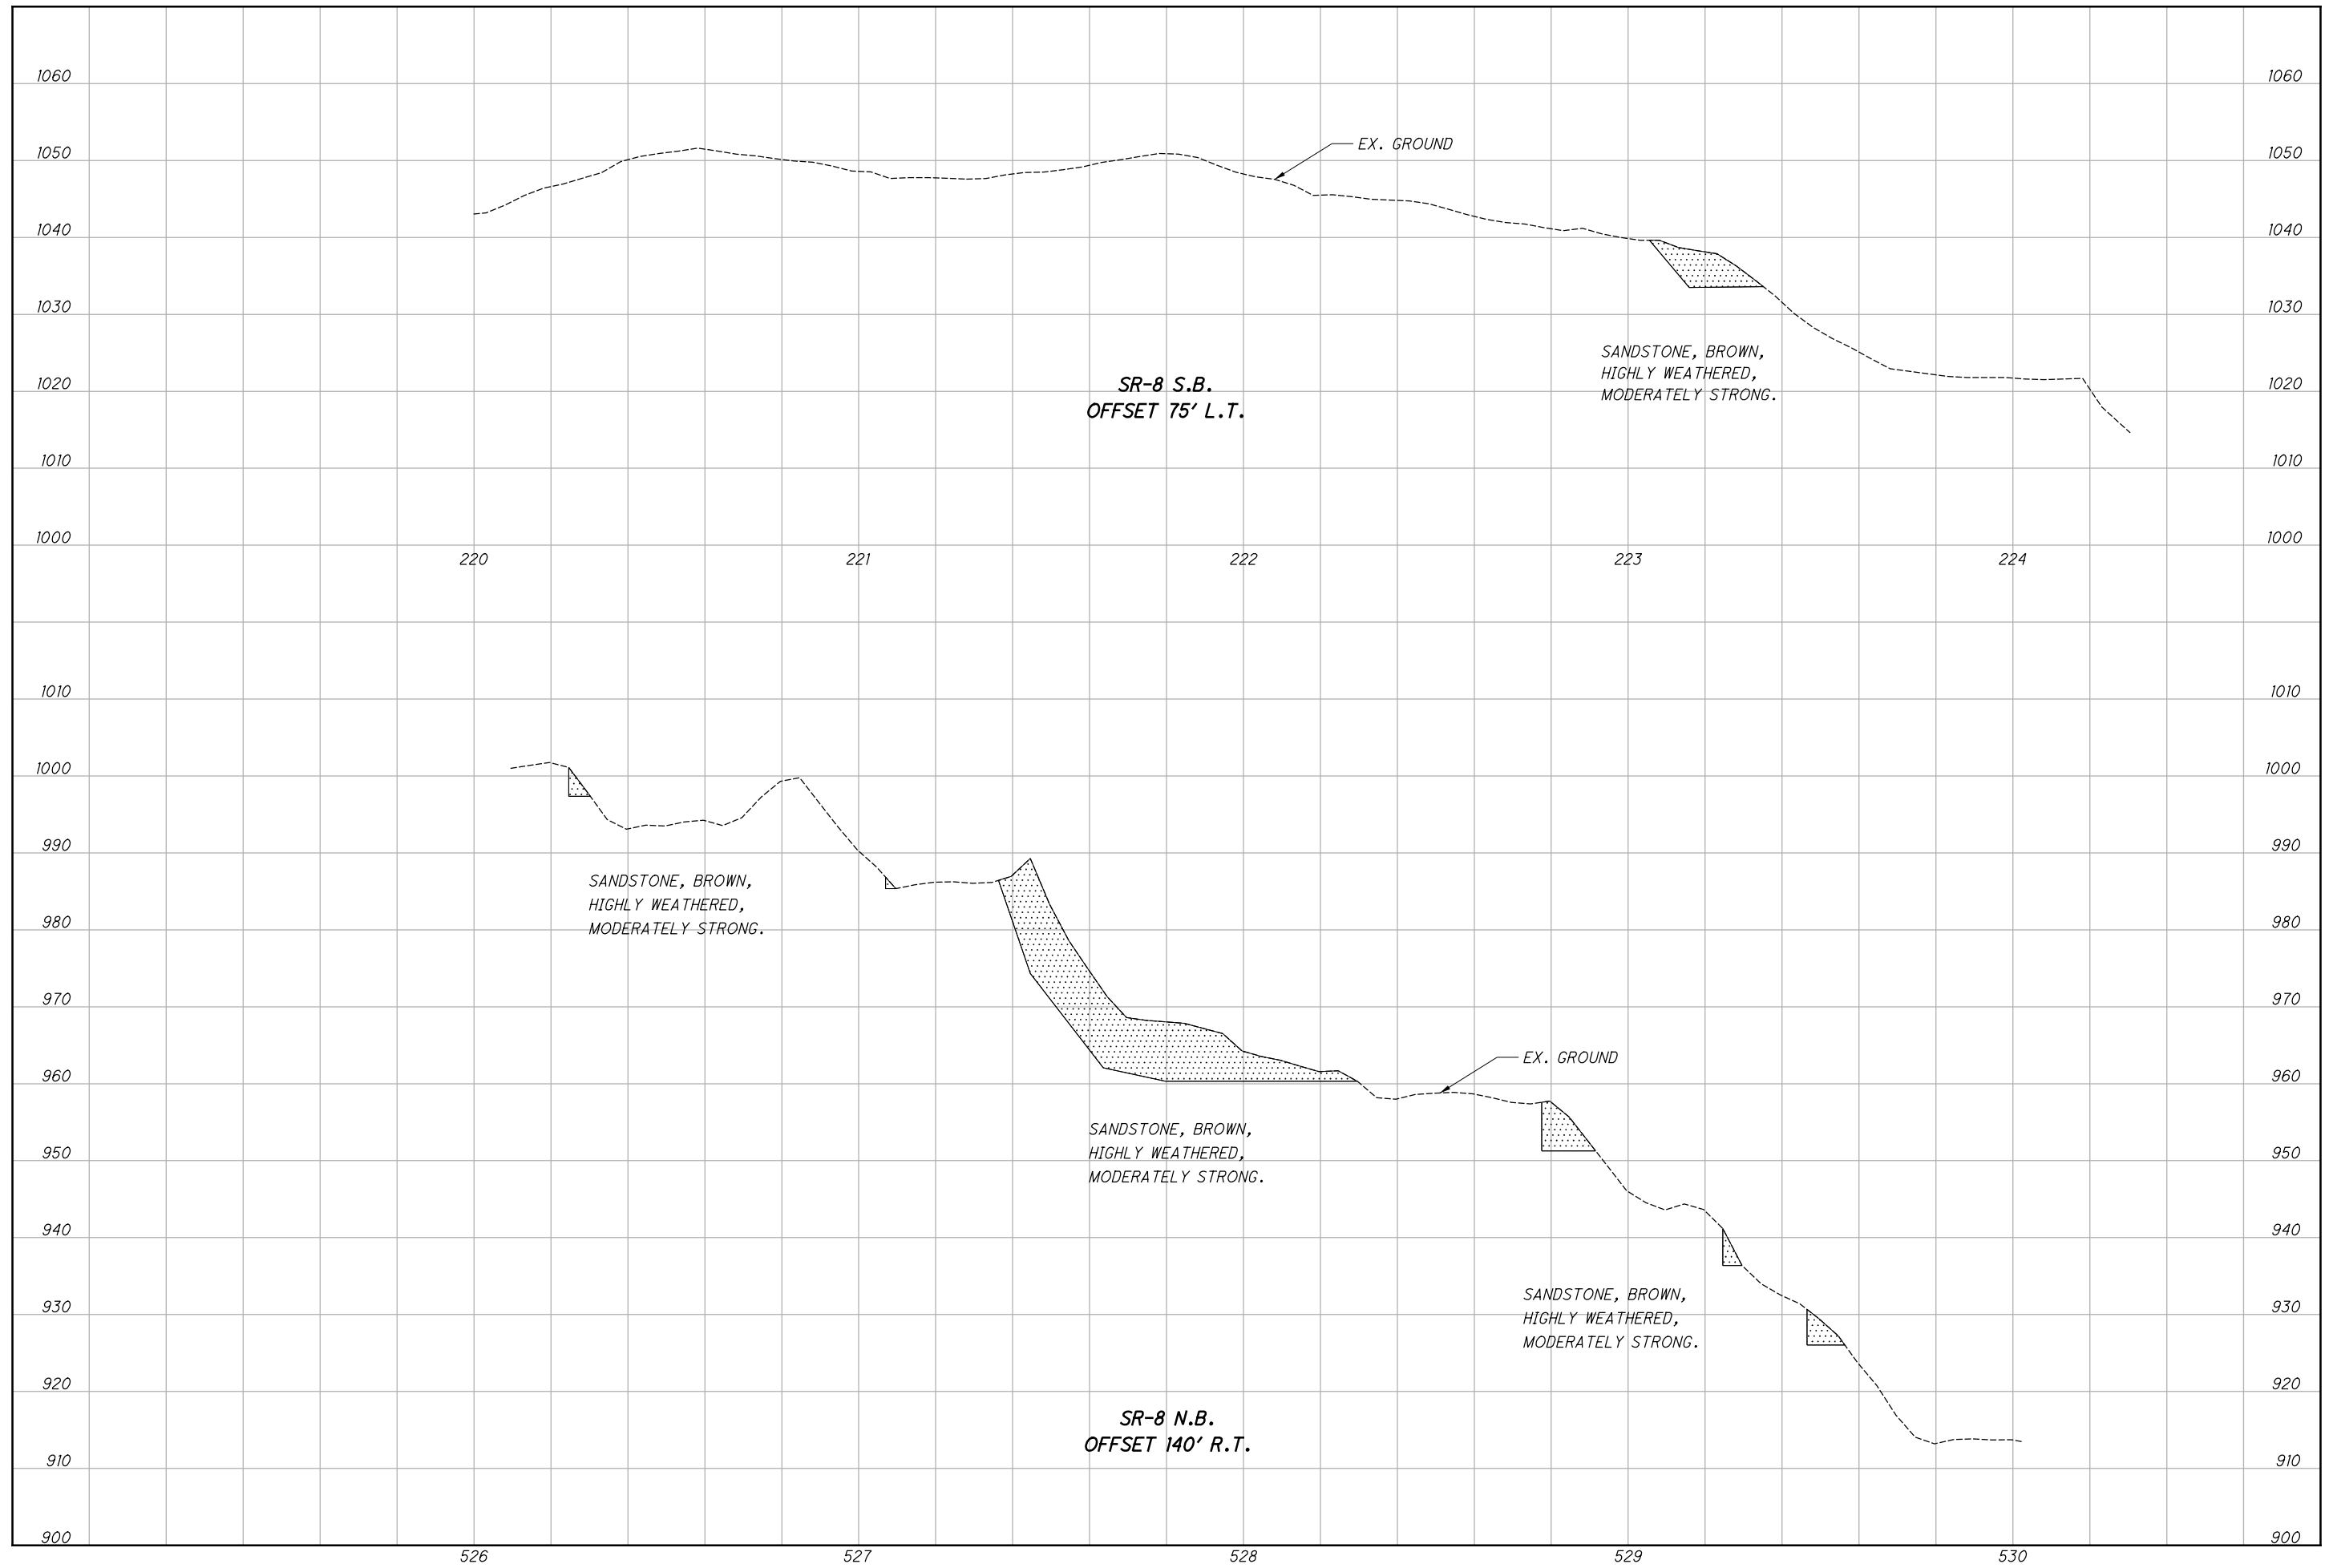 1060 1060
EX. GROUND
1050 1050
1040 1040
1030 1030
SANDSTONE, BROWN,
HIGHLY WEATHERED,
MODERATELY STRONG.
1020 1020
SR-8 S.B.
OFFSET 75' L.T.
1010 1010
1000 1000
220 221 222 223 224
1010 1010
1000 1000
990 990
SANDSTONE, BROWN,
HIGHLY WEATHERED,
MODERATELY STRONG.
980 980
970 970
960 960
EX. GROUND
SANDSTONE, BROWN,
HIGHLY WEATHERED,
MODERATELY STRONG.
950 950
940 940
930 930
SANDSTONE, BROWN,
HIGHLY WEATHERED,
MODERATELY STRONG.
920 920
SR-8 N.B.
OFFSET 140' R.T.
910 910
900 900
526 527 528 529 530